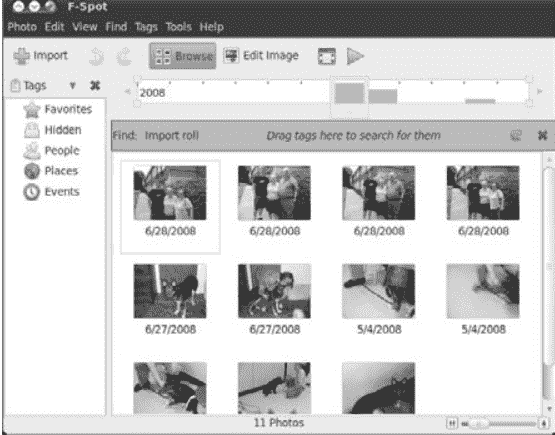 F-Spot
Photo Edit View Find Tags Tools Help
Import Browse Edit Image
Tags
2008
Favorites
Hidden
People
Places
Events
Find: Import roll Drag tags here to search for them
6/28/2008 6/28/2008 6/28/2008 6/28/2008
6/27/2008 6/27/2008 5/4/2008 5/4/2008
11 Photos